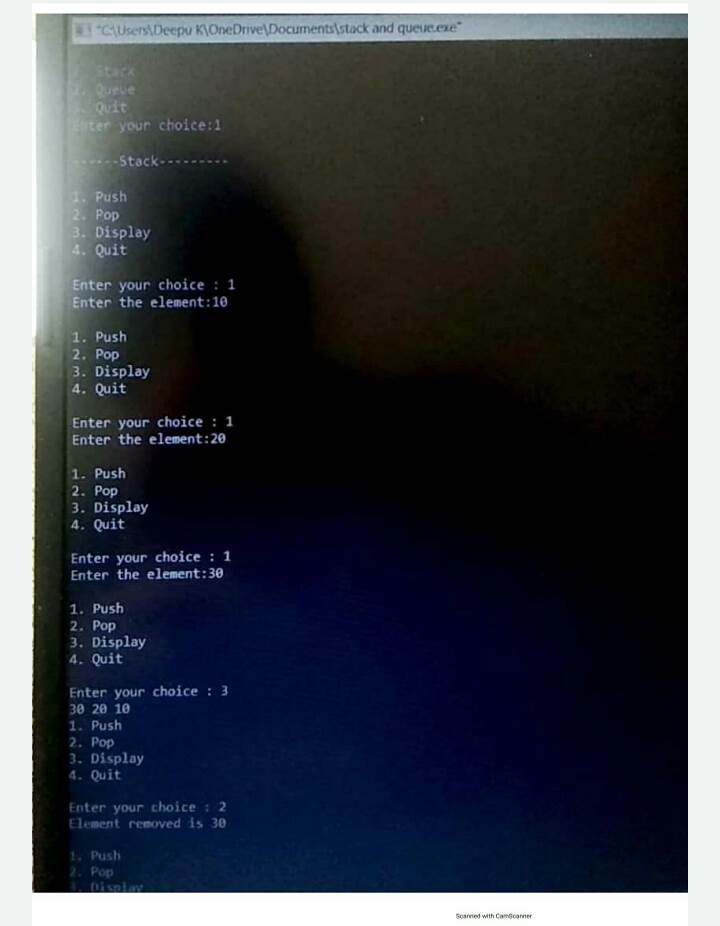 "C:\Users\Deepu K\OneDrive\Documents\stack and queue.exe"
Stack
2. Queue
Quit
Enter your choice:1
------Stack---------
1. Push
2. Pop
3. Display
4. Quit
Enter your choice : 1
Enter the element:10
1. Push
2. Pop
3. Display
4. Quit
Enter your choice : 1
Enter the element:20
1. Push
2. Pop
3. Display
4. Quit
Enter your choice : 1
Enter the element:30
1. Push
2. Pop
3. Display
4. Quit
Enter your choice : 3
30 20 10
1. Push
2. Pop
3. Display
4. Quit
Enter your choice : 2
Element removed is 30
1. Push
2. Pop
3. Display
Scanned with CamScanner